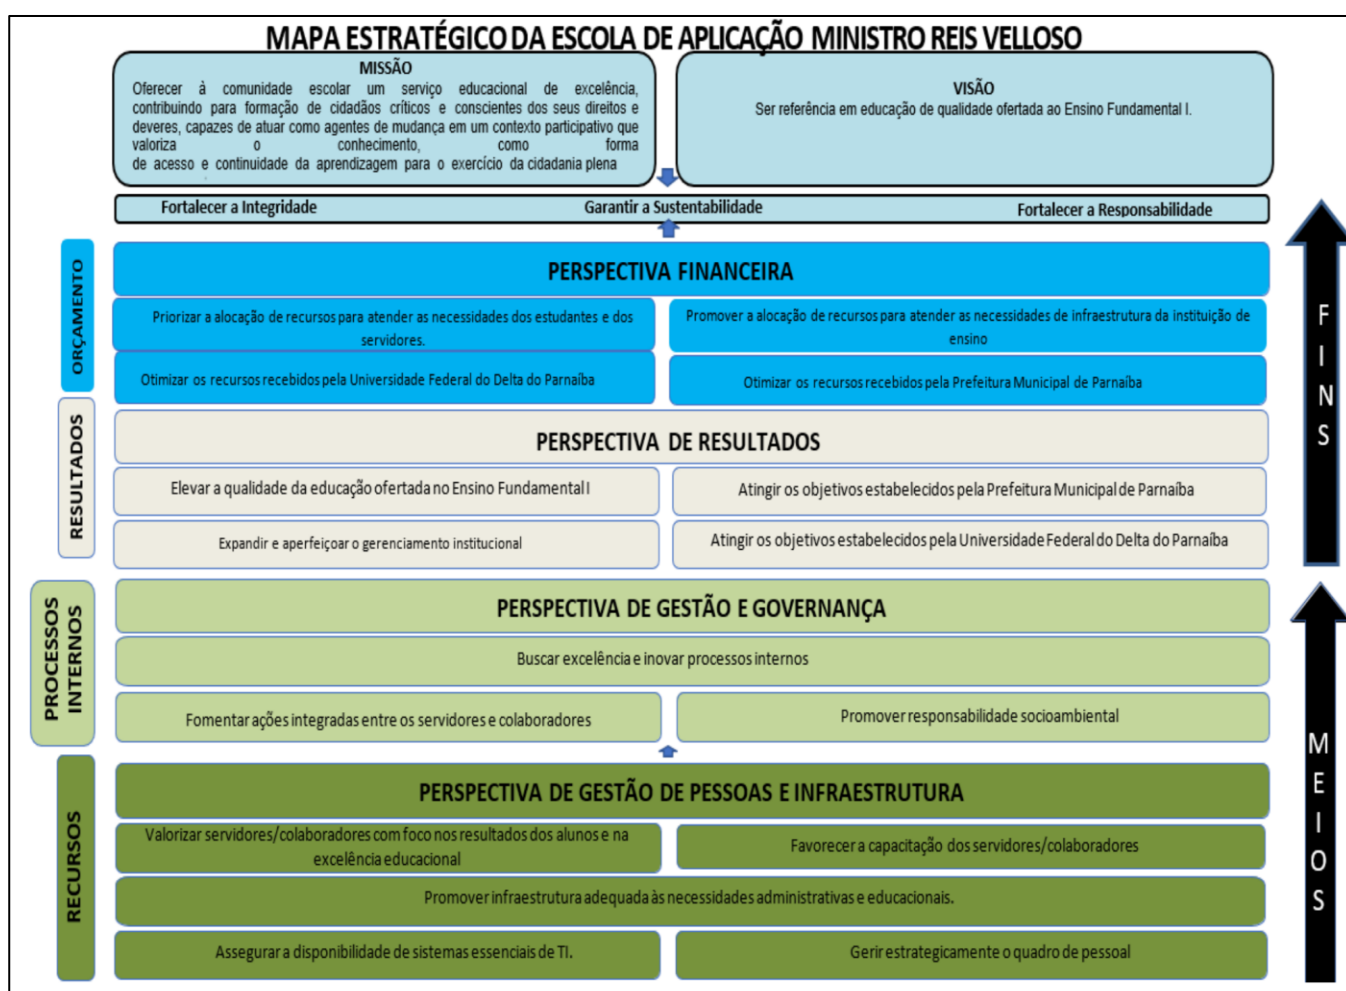 MAPA ESTRATÉGICO DA ESCOLA DE APLICAÇÃO MINISTRO REIS VELLOSO
MISSÃO
Oferecer à comunidade escolar um serviço educacional de excelência,
contribuindo para formação de cidadãos críticos e conscientes dos seus direitos e
deveres, capazes de atuar como agentes de mudança em um contexto participativo que
valoriza o conhecimento, como forma
de acesso e continuidade da aprendizagem para o exercício da cidadania plena
VISÃO
Ser referência em educação de qualidade ofertada ao Ensino Fundamental I.
Fortalecer a Integridade
Garantir a Sustentabilidade
Fortalecer a Responsabilidade
ORÇAMENTO
PERSPECTIVA FINANCEIRA
Priorizar a alocação de recursos para atender as necessidades dos estudantes e dos
servidores.
Promover a alocação de recursos para atender as necessidades de infraestrutura da instituição de
ensino
Otimizar os recursos recebidos pela Universidade Federal do Delta do Parnaíba
Otimizar os recursos recebidos pela Prefeitura Municipal de Parnaíba
RESULTADOS
PERSPECTIVA DE RESULTADOS
Elevar a qualidade da educação ofertada no Ensino Fundamental I
Atingir os objetivos estabelecidos pela Prefeitura Municipal de Parnaíba
Expandir e aperfeiçoar o gerenciamento institucional
Atingir os objetivos estabelecidos pela Universidade Federal do Delta do Parnaíba
FINS
PROCESSOS
INTERNOS
PERSPECTIVA DE GESTÃO E GOVERNANÇA
Buscar excelência e inovar processos internos
Fomentar ações integradas entre os servidores e colaboradores
Promover responsabilidade socioambiental
RECURSOS
PERSPECTIVA DE GESTÃO DE PESSOAS E INFRAESTRUTURA
Valorizar servidores/colaboradores com foco nos resultados dos alunos e na
excelência educacional
Favorecer a capacitação dos servidores/colaboradores
Promover infraestrutura adequada às necessidades administrativas e educacionais.
Assegurar a disponibilidade de sistemas essenciais de TI.
Gerir estrategicamente o quadro de pessoal
MEIOS